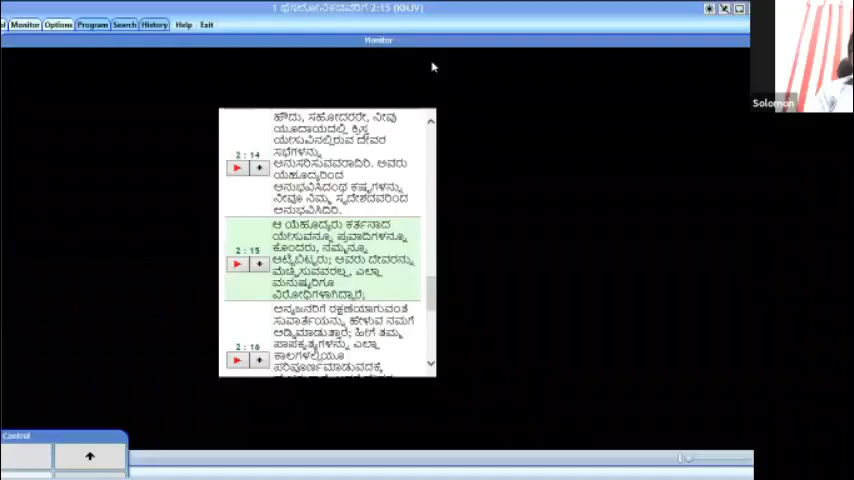 1 ಥೆಸಲೋನಿಕದವರಿಗೆ 2:15 (KNJV)
Monitor Options Program Search History Help Exit
Monitor
Solomon
2 : 14
ಹೌದು, ಸಹೋದರರೇ, ನೀವು
ಯೂದಾಯದಲ್ಲಿ ಕ್ರಿಸ್ತ
ಯೇಸುವಿನಲ್ಲಿರುವ ದೇವರ
ಸಭೆಗಳನ್ನು
ಅನುಸರಿಸುವವರಾದಿರಿ. ಅವರು
ಯೆಹೂದ್ಯರಿಂದ
ಅನುಭವಿಸಿದಂಥ ಕಷ್ಟಗಳನ್ನು
ನೀವೂ ನಿಮ್ಮ ಸ್ವದೇಶದವರಿಂದ
ಅನುಭವಿಸಿದಿರಿ.
2 : 15
ಆ ಯೆಹೂದ್ಯರು ಕರ್ತನಾದ
ಯೇಸುವನ್ನೂ ಪ್ರವಾದಿಗಳನ್ನೂ
ಕೊಂದರು, ನಮ್ಮನ್ನೂ
ಅಟ್ಟಿಬಿಟ್ಟರು; ಅವರು ದೇವರನ್ನು
ಮೆಚ್ಚಿಸುವವರಲ್ಲ, ಎಲ್ಲಾ
ಮನುಷ್ಯರಿಗೂ
ವಿರೋಧಿಗಳಾಗಿದ್ದಾರೆ;
2 : 16
ಅನ್ಯಜನರಿಗೆ ರಕ್ಷಣೆಯಾಗುವಂತೆ
ಸುವಾರ್ತೆಯನ್ನು ಹೇಳುವ ನಮಗೆ
ಅಡ್ಡಿಮಾಡುತ್ತಾರೆ; ಹೀಗೆ ತಮ್ಮ
ಪಾಪಕೃತ್ಯಗಳನ್ನು ಎಲ್ಲಾ
ಕಾಲಗಳಲ್ಲಿಯೂ
ಪರಿಪೂರ್ಣಮಾಡುವದಕ್ಕೆ
Control